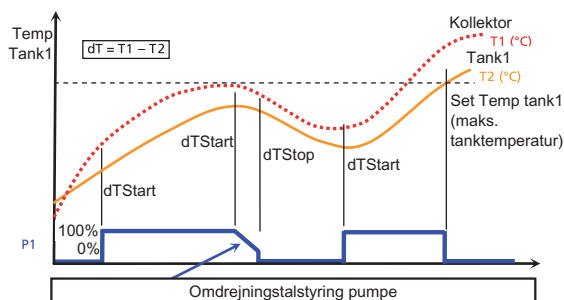 Temp
Tank1
dT = T1 – T2
Kollektor
T1 (°C)
Tank1
T2 (°C)
Set Temp tank1
(maks.
tanktemperatur)
dTStart
dTStop
dTStart
dTStart
P1
100%
0%
Omdrejningstalstyring pumpe